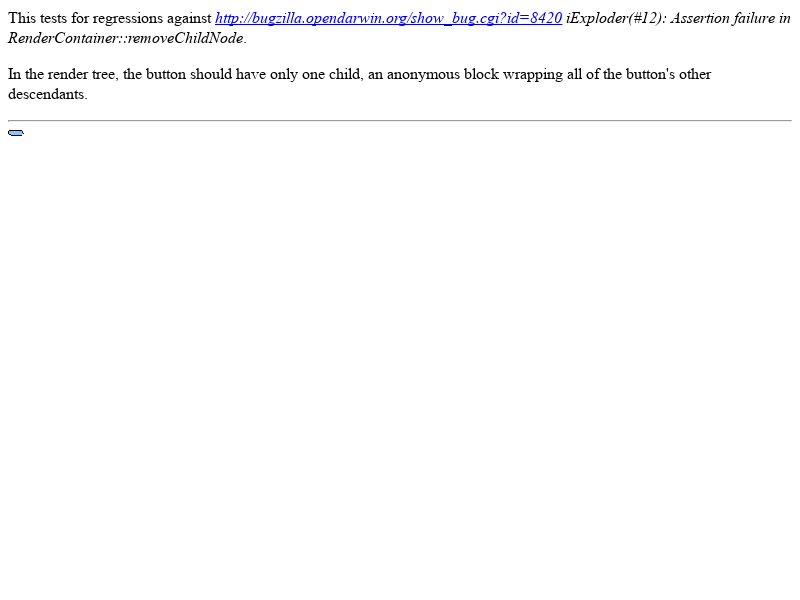 This tests for regressions against http://bugzilla.opendarwin.org/show_bug.cgi?id=8420 iExploder(#12): Assertion failure in
RenderContainer::removeChildNode.
In the render tree, the button should have only one child, an anonymous block wrapping all of the button's other
descendants.